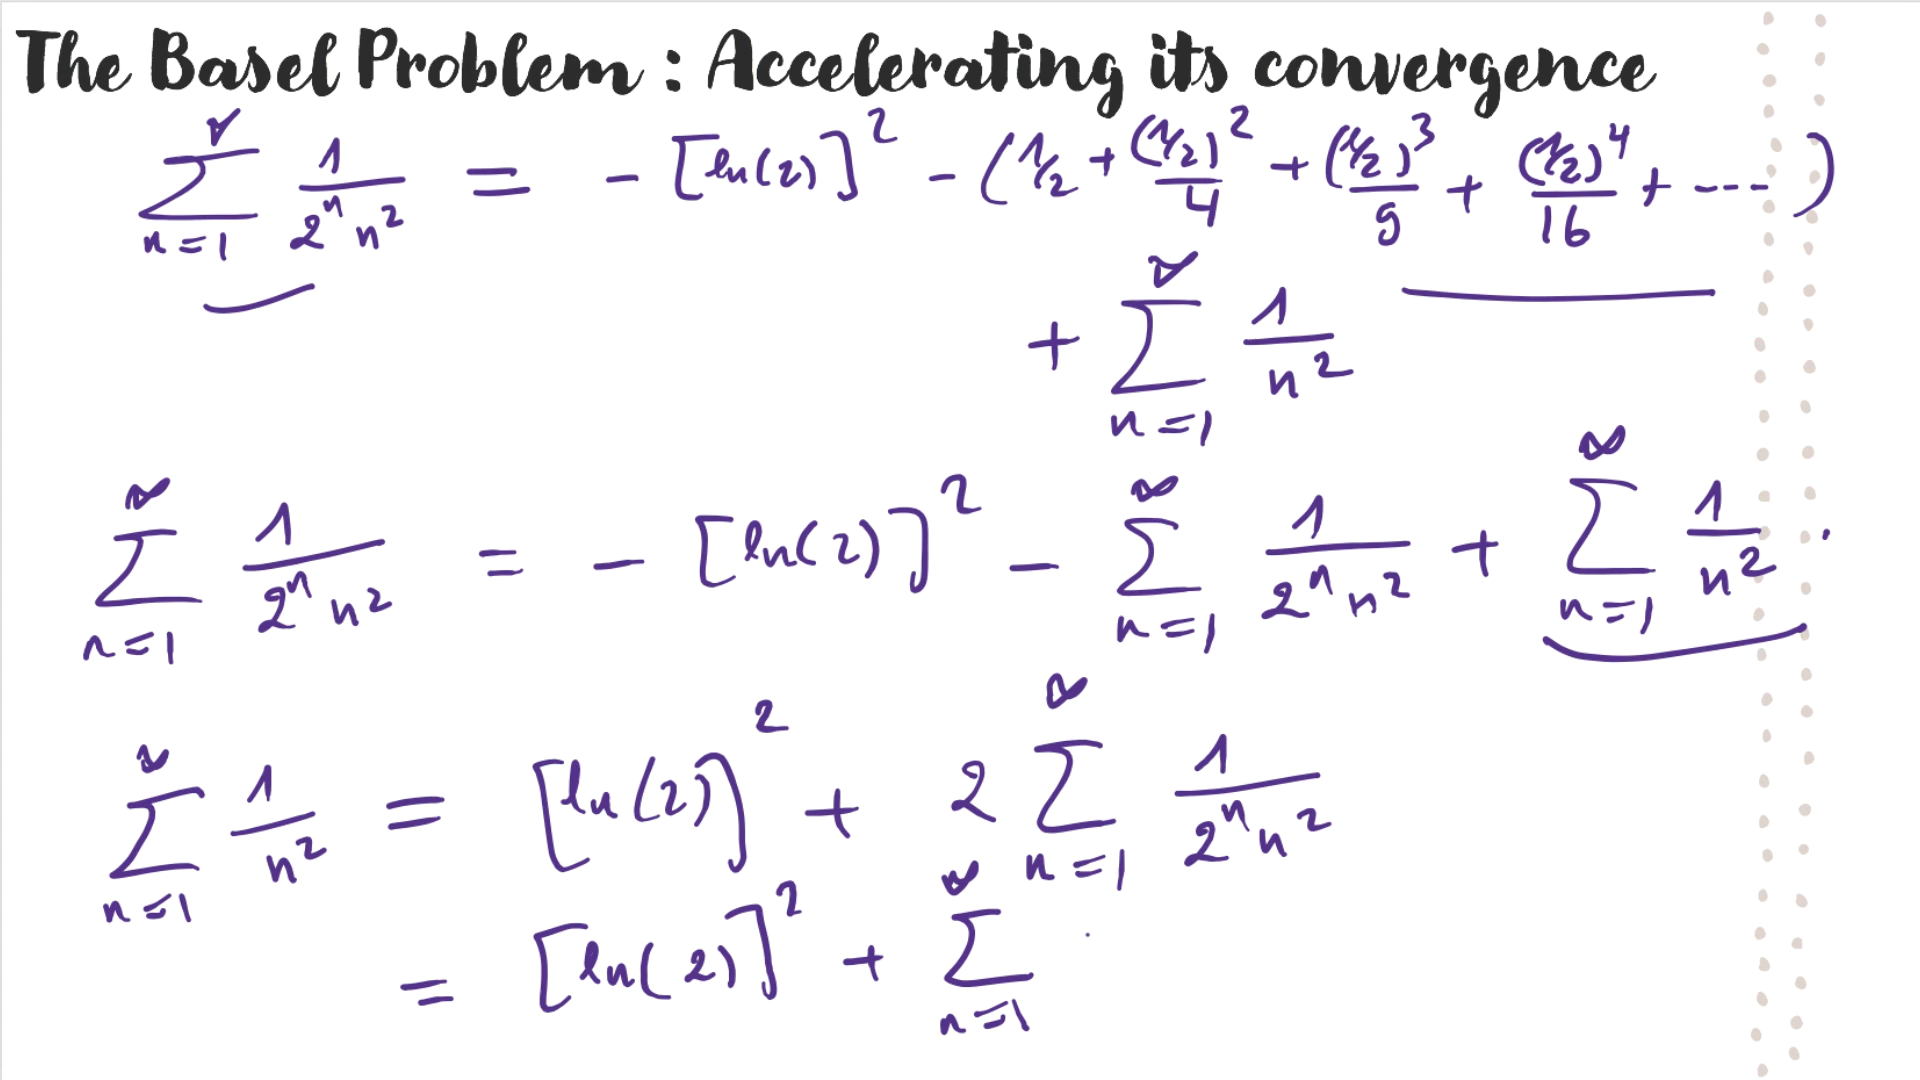 The Basel Problem : Accelerating its convergence
∑_{n=1}^{∞} 1/(2^n n^2) = - [ln(2)]^2 - (1/2 + (1/2)^2/4 + (1/2)^3/9 + (1/2)^4/16 + ---- )
+ ∑_{n=1}^{∞} 1/n^2
∑_{n=1}^{∞} 1/(2^n n^2) = - [ln(2)]^2 - ∑_{n=1}^{∞} 1/(2^n n^2) + ∑_{n=1}^{∞} 1/n^2 .
∑_{n=1}^{∞} 1/n^2 = [ln(2)]^2 + 2 ∑_{n=1}^{∞} 1/(2^n n^2)
= [ln(2)]^2 + ∑_{n=1}^{∞}